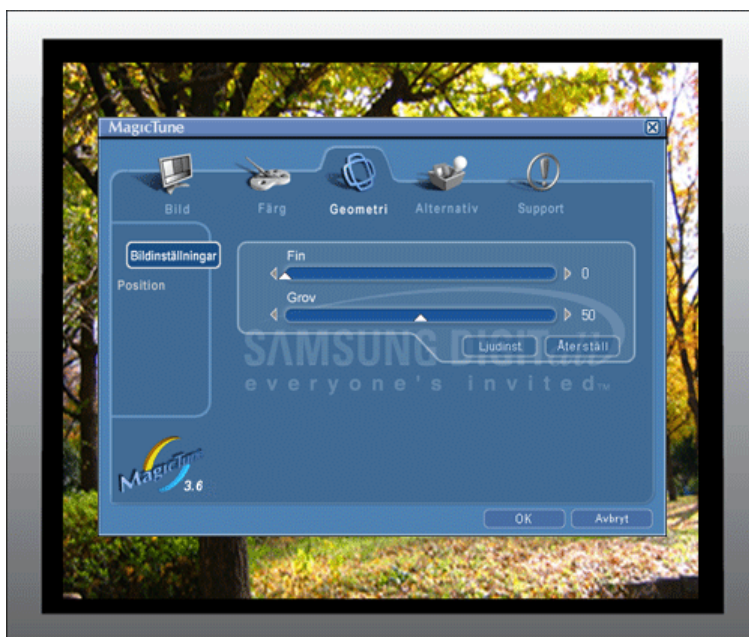 MagicTune
Bild Färg Geometri Alternativ Support
Bildinställningar
Position
Fin
0
Grov
50
SAMSUNG DIGITall
Ljudinst. Återställ
everyone's invited™
MagicTune
3.6
OK Avbryt